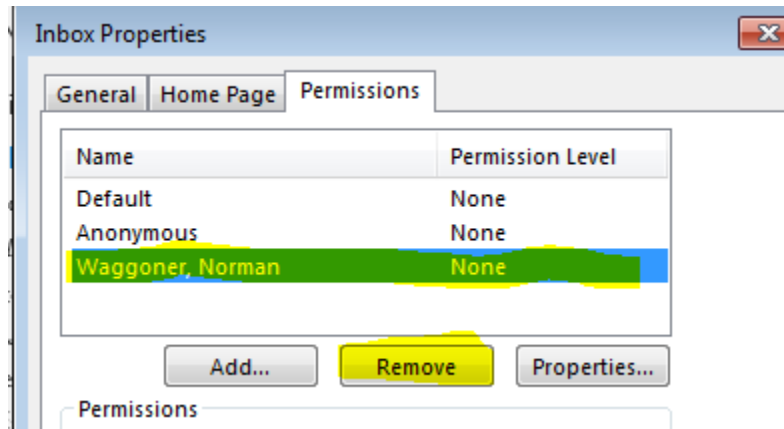 Inbox Properties
General Home Page Permissions
Name Permission Level
Default None
Anonymous None
Waggoner, Norman None
Add... Remove Properties...
Permissions